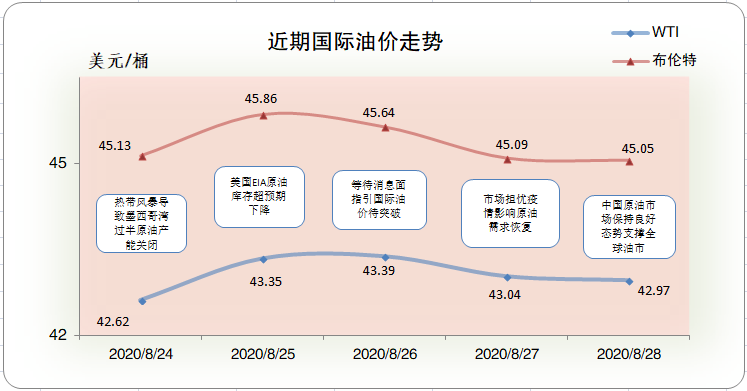 近期国际油价走势
WTI
布伦特
美元/桶
45.13
45.86
45.64
45.09
45.05
45
热带风暴导
致墨西哥湾
过半原油产
能关闭
美国EIA原油
库存超预期
下降
等待消息面
指引国际油
价待突破
市场担忧疫
情影响原油
需求恢复
中国原油市
场保持良好
态势支撑全
球油市
42.62
43.35
43.39
43.04
42.97
42
2020/8/24
2020/8/25
2020/8/26
2020/8/27
2020/8/28